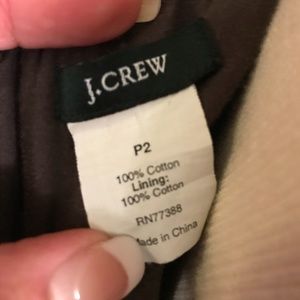 J.CREW
P2
100% Cotton
Lining:
100% Cotton
RN77388
Made in China